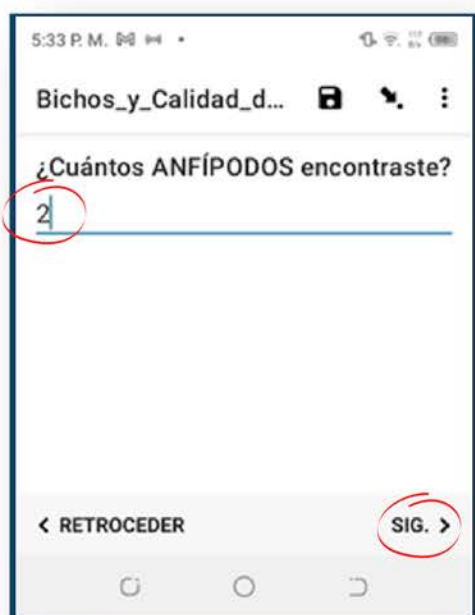 5:33 P. M.
Bichos_y_Calidad_d...
¿Cuántos ANFÍPODOS encontraste?
2
< RETROCEDER
SIG. >